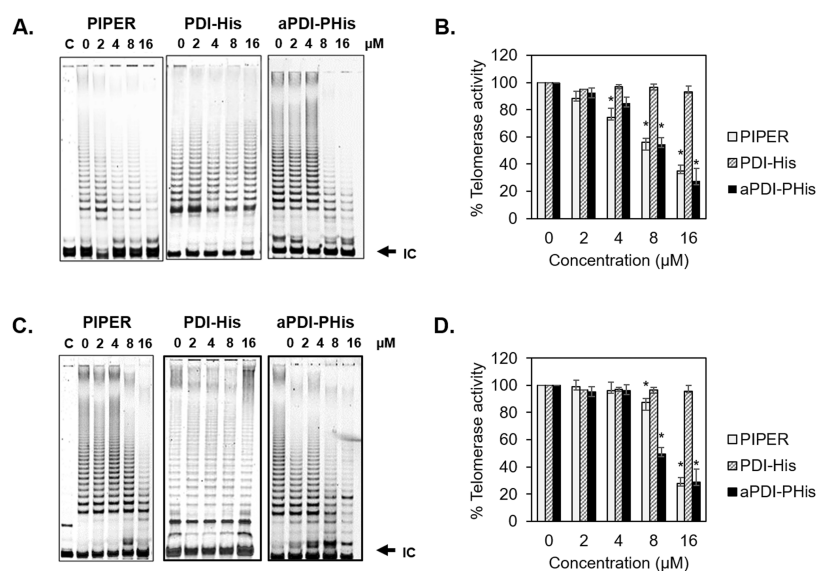 A.
PIPER PDI-His aPDI-PHis
C 0 2 4 8 16 0 2 4 8 16 0 2 4 8 16 µM
IC
B.
120
100
80
60
40
20
0
% Telomerase activity
* * * * *
0 2 4 8 16
Concentration (µM)
PIPER
PDI-His
aPDI-PHis
C.
PIPER PDI-His aPDI-PHis
C 0 2 4 8 16 0 2 4 8 16 0 2 4 8 16 µM
IC
D.
120
100
80
60
40
20
0
% Telomerase activity
* * * *
0 2 4 8 16
Concentration (µM)
PIPER
PDI-His
aPDI-PHis